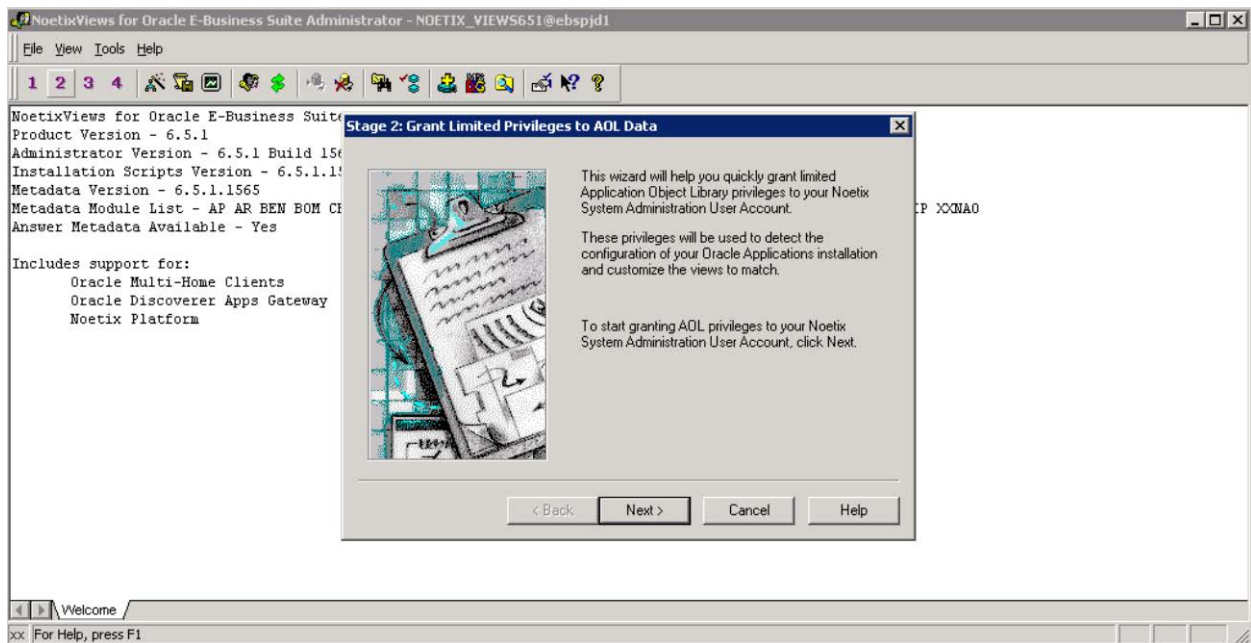 NoetixViews for Oracle E-Business Suite Administrator - NOETIX_VIEWS651@ebspjd1
File View Tools Help
1 2 3 4
NoetixViews for Oracle E-Business Suite
Product Version - 6.5.1
Administrator Version - 6.5.1 Build
Installation Scripts Version -
Metadata Version - 6.5.1.1565
Metadata Module List - AP AR BEN BOM
XXNAO
Answer Metadata Available - Yes
Includes support for:
Oracle Multi-Home Clients
Oracle Discoverer Apps Gateway
Noetix Platform
Stage 2: Grant Limited Privileges to AOL Data
This wizard will help you quickly grant limited
Application Object Library privileges to your Noetix
System Administration User Account.
These privileges will be used to detect the
configuration of your Oracle Applications installation
and customize the views to match.
To start granting AOL privileges to your Noetix
System Administration User Account, click Next.
< Back Next > Cancel Help
Welcome
xx For Help, press F1